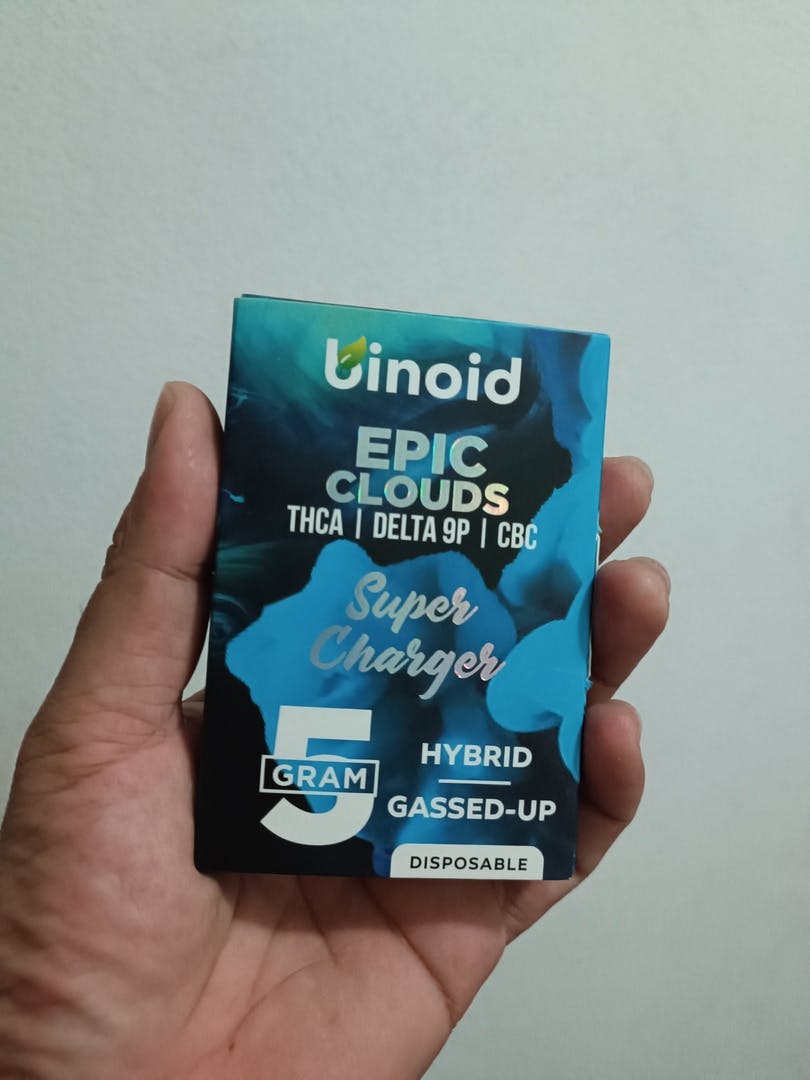 binoid
EPIC
CLOUDS
THCA | DELTA 9P | CBC
Super
Charger
5
GRAM
HYBRID
GASSED-UP
DISPOSABLE